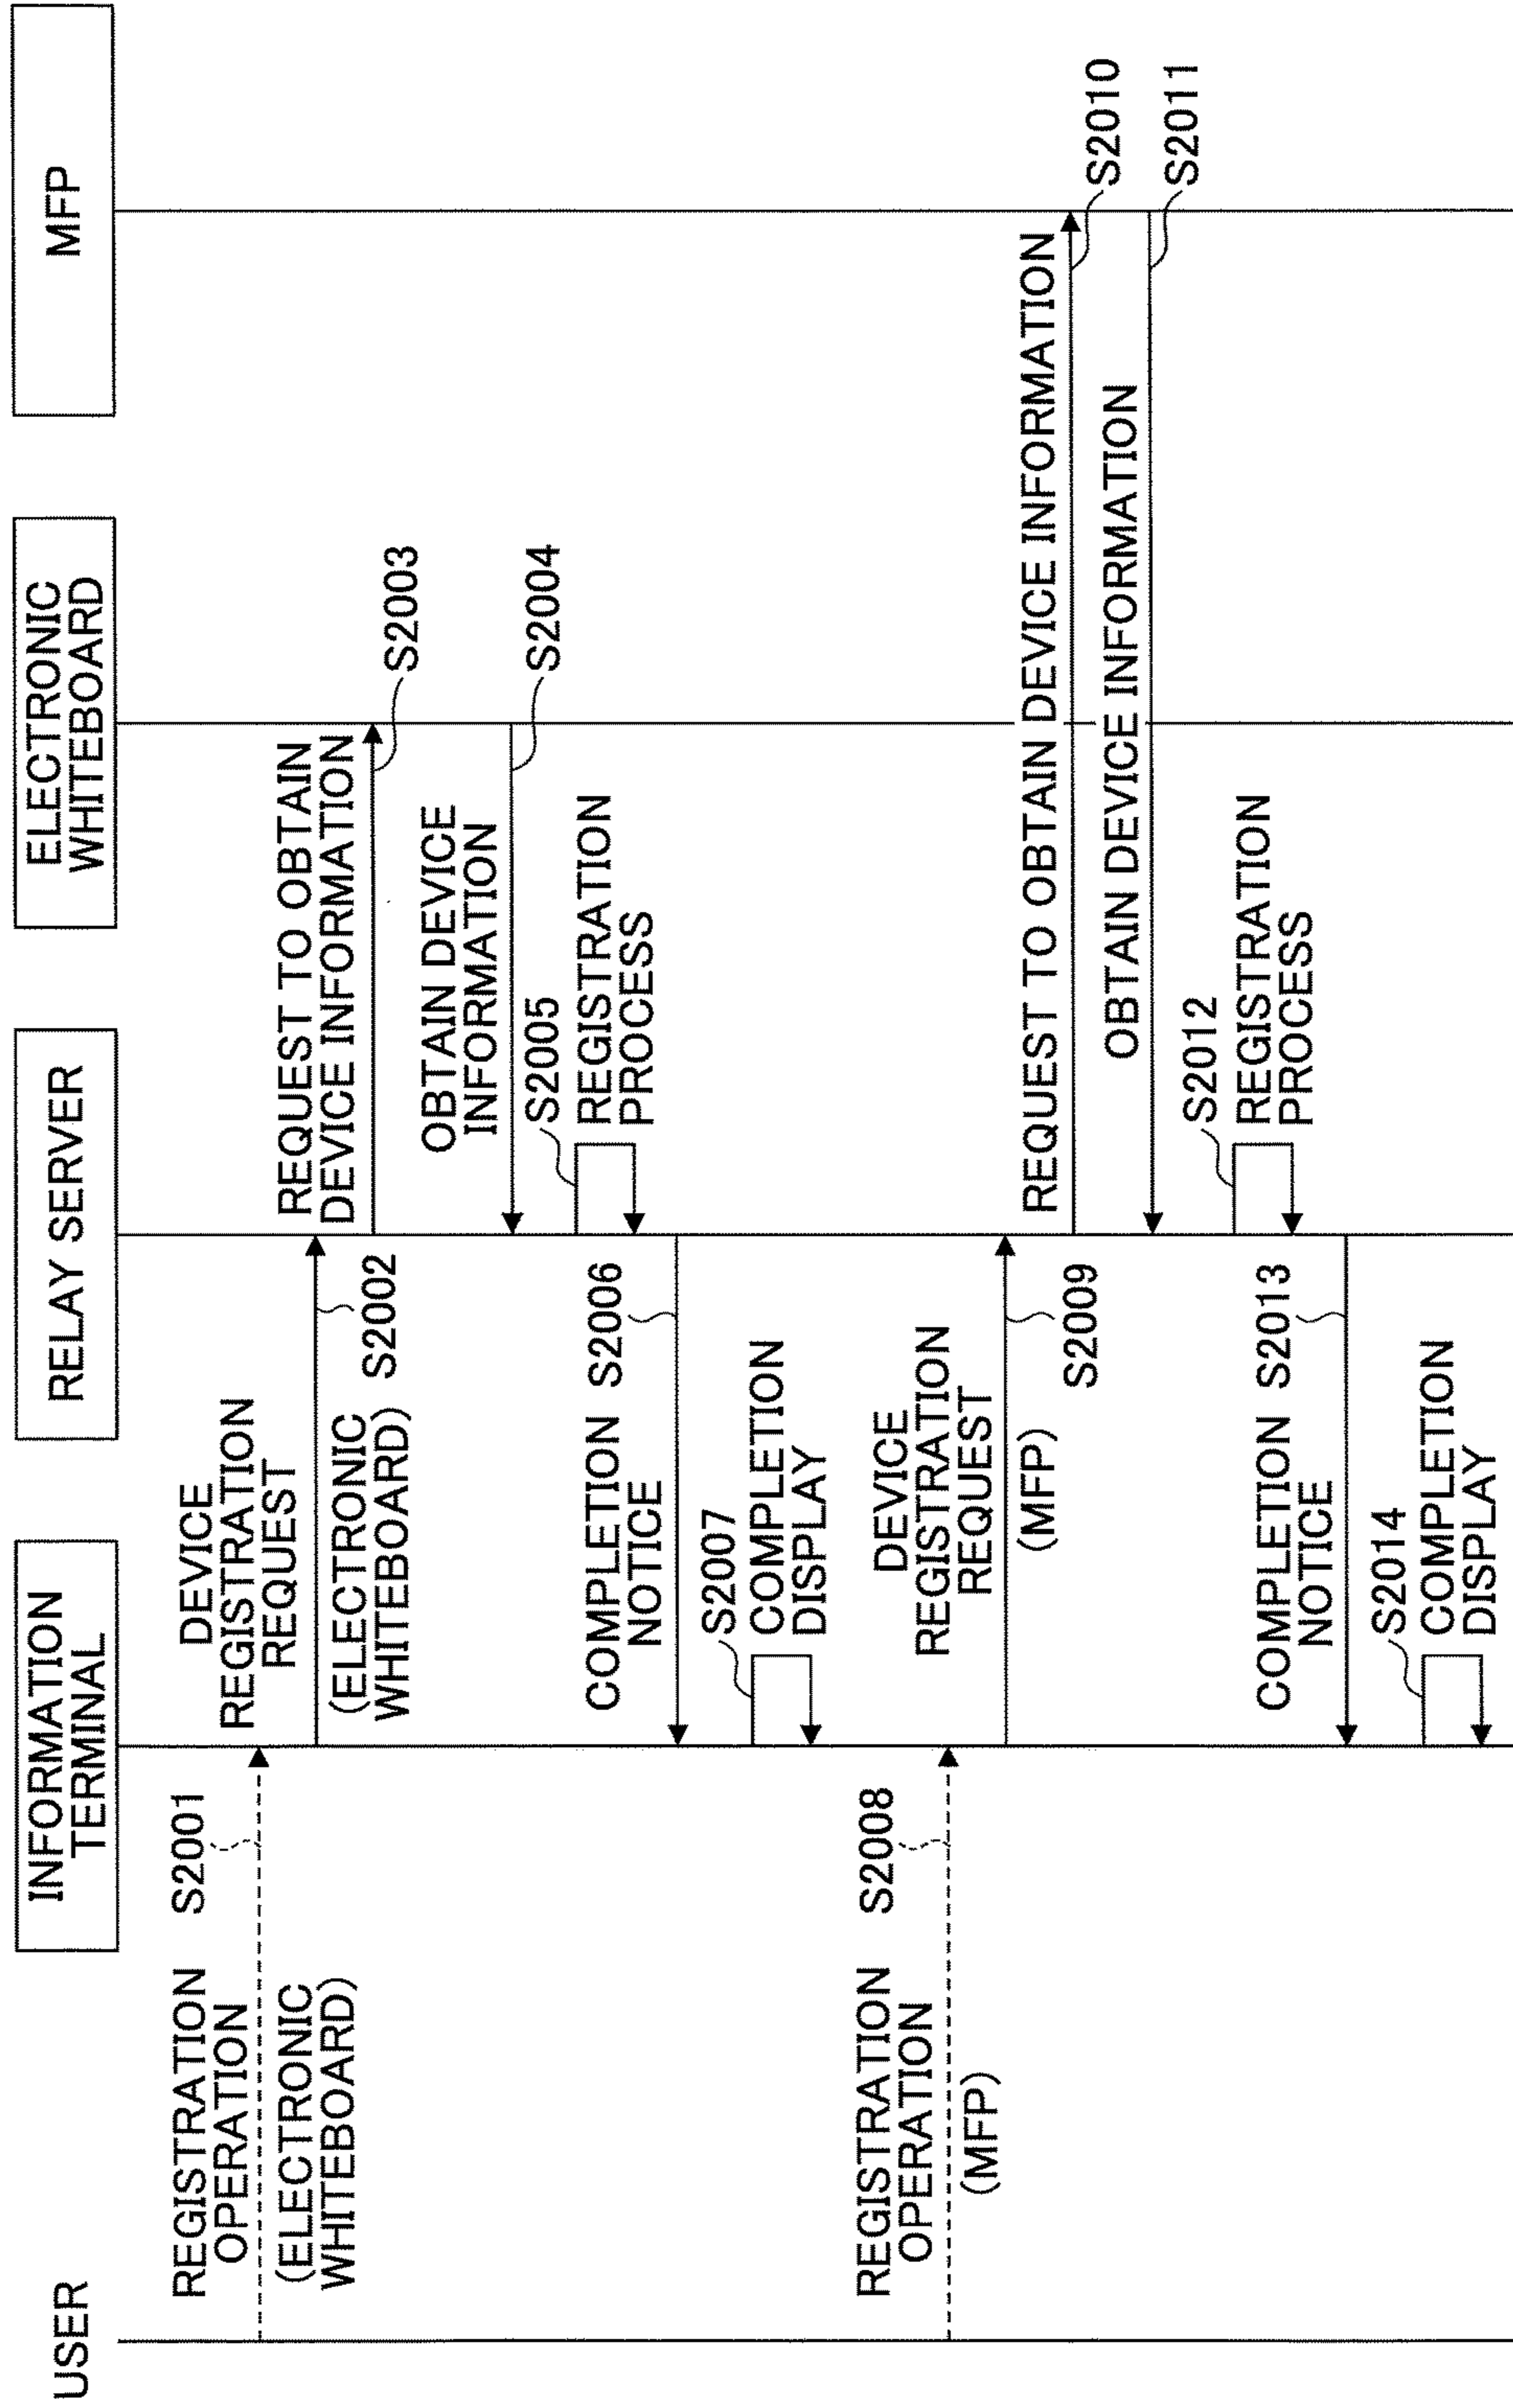 USER
INFORMATION
TERMINAL
RELAY SERVER
ELECTRONIC
WHITEBOARD
MFP
REGISTRATION
OPERATION
S2001
(ELECTRONIC
WHITEBOARD)
DEVICE
REGISTRATION
REQUEST
(ELECTRONIC
WHITEBOARD)
S2002
REQUEST TO OBTAIN
DEVICE INFORMATION
S2003
OBTAIN DEVICE
INFORMATION
S2004
S2005
REGISTRATION
PROCESS
COMPLETION
NOTICE
S2006
S2007
COMPLETION
DISPLAY
REGISTRATION
OPERATION
S2008
(MFP)
DEVICE
REGISTRATION
REQUEST
(MFP)
S2009
REQUEST TO OBTAIN DEVICE INFORMATION
S2010
OBTAIN DEVICE INFORMATION
S2011
S2012
REGISTRATION
PROCESS
COMPLETION
NOTICE
S2013
S2014
COMPLETION
DISPLAY